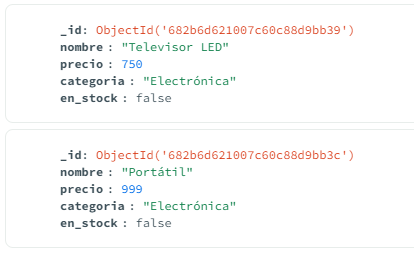 _id: ObjectId('682b6d621007c60c88d9bb39')
nombre : "Televisor LED"
precio : 750
categoria : "Electrónica"
en_stock : false
_id: ObjectId('682b6d621007c60c88d9bb3c')
nombre : "Portátil"
precio : 999
categoria : "Electrónica"
en_stock : false